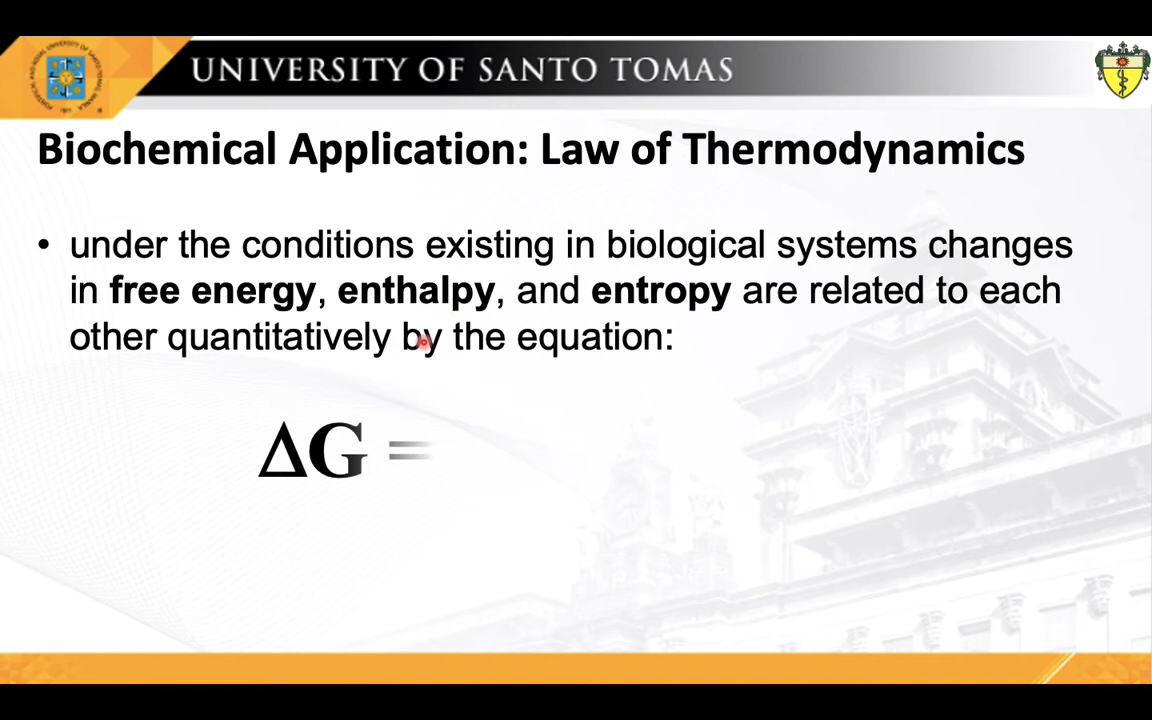 UNIVERSITY OF SANTO TOMAS
Biochemical Application: Law of Thermodynamics
• under the conditions existing in biological systems changes
in free energy, enthalpy, and entropy are related to each
other quantitatively by the equation:
ΔG =